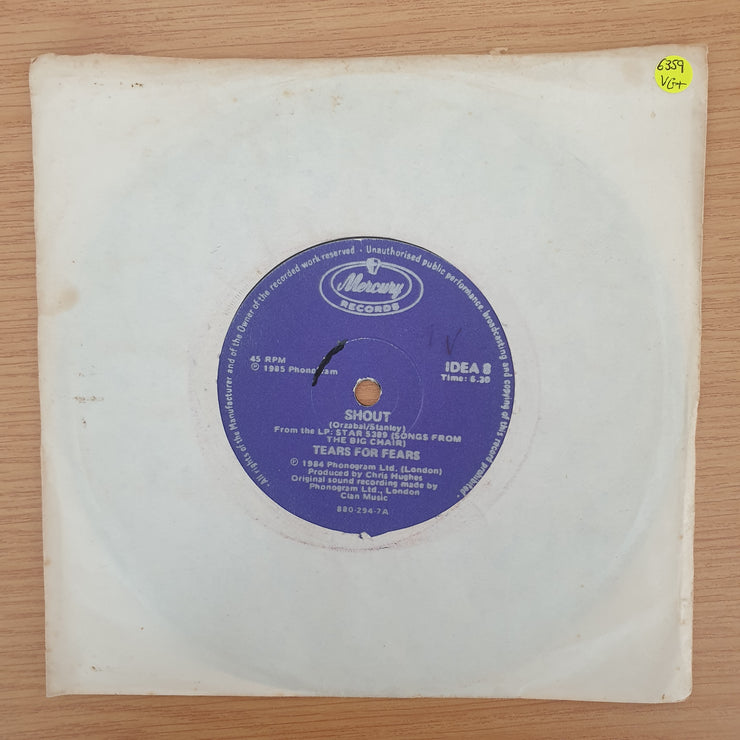 6359
VG+
All rights of the Manufacturer and of the Owner of the recorded work reserved · Unauthorised public performance, broadcasting and copying of this record prohibited ·
Mercury
RECORDS
45 RPM
℗ 1985 Phonogram
IDEA 8
Time: 5.30
SHOUT
(Orzabal/Stanley)
From the LP: STAR 5389 (SONGS FROM
THE BIG CHAIR)
TEARS FOR FEARS
℗ 1984 Phonogram Ltd. (London)
Produced by Chris Hughes
Original sound recording made by
Phonogram Ltd., London
Clan Music
880-294-7A